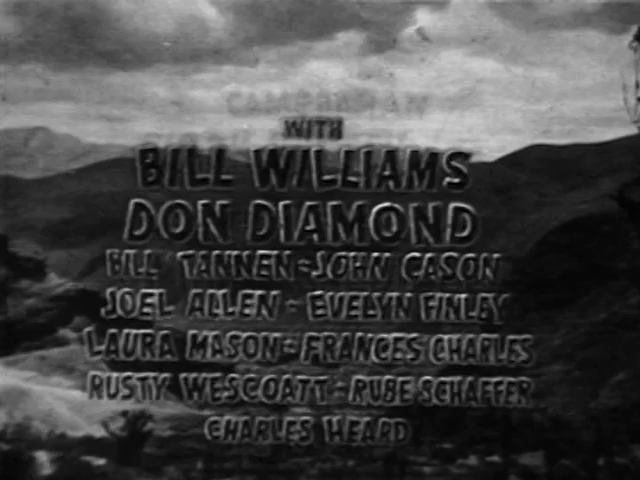 WITH
BILL WILLIAMS
DON DIAMOND
BILL TANNEN - JOHN CASON
JOEL ALLEN - EVELYN FINLEY
LAURA MASON - FRANCES CHARLES
RUSTY WESCOATT - RUBE SCHAFFER
CHARLES HEARD